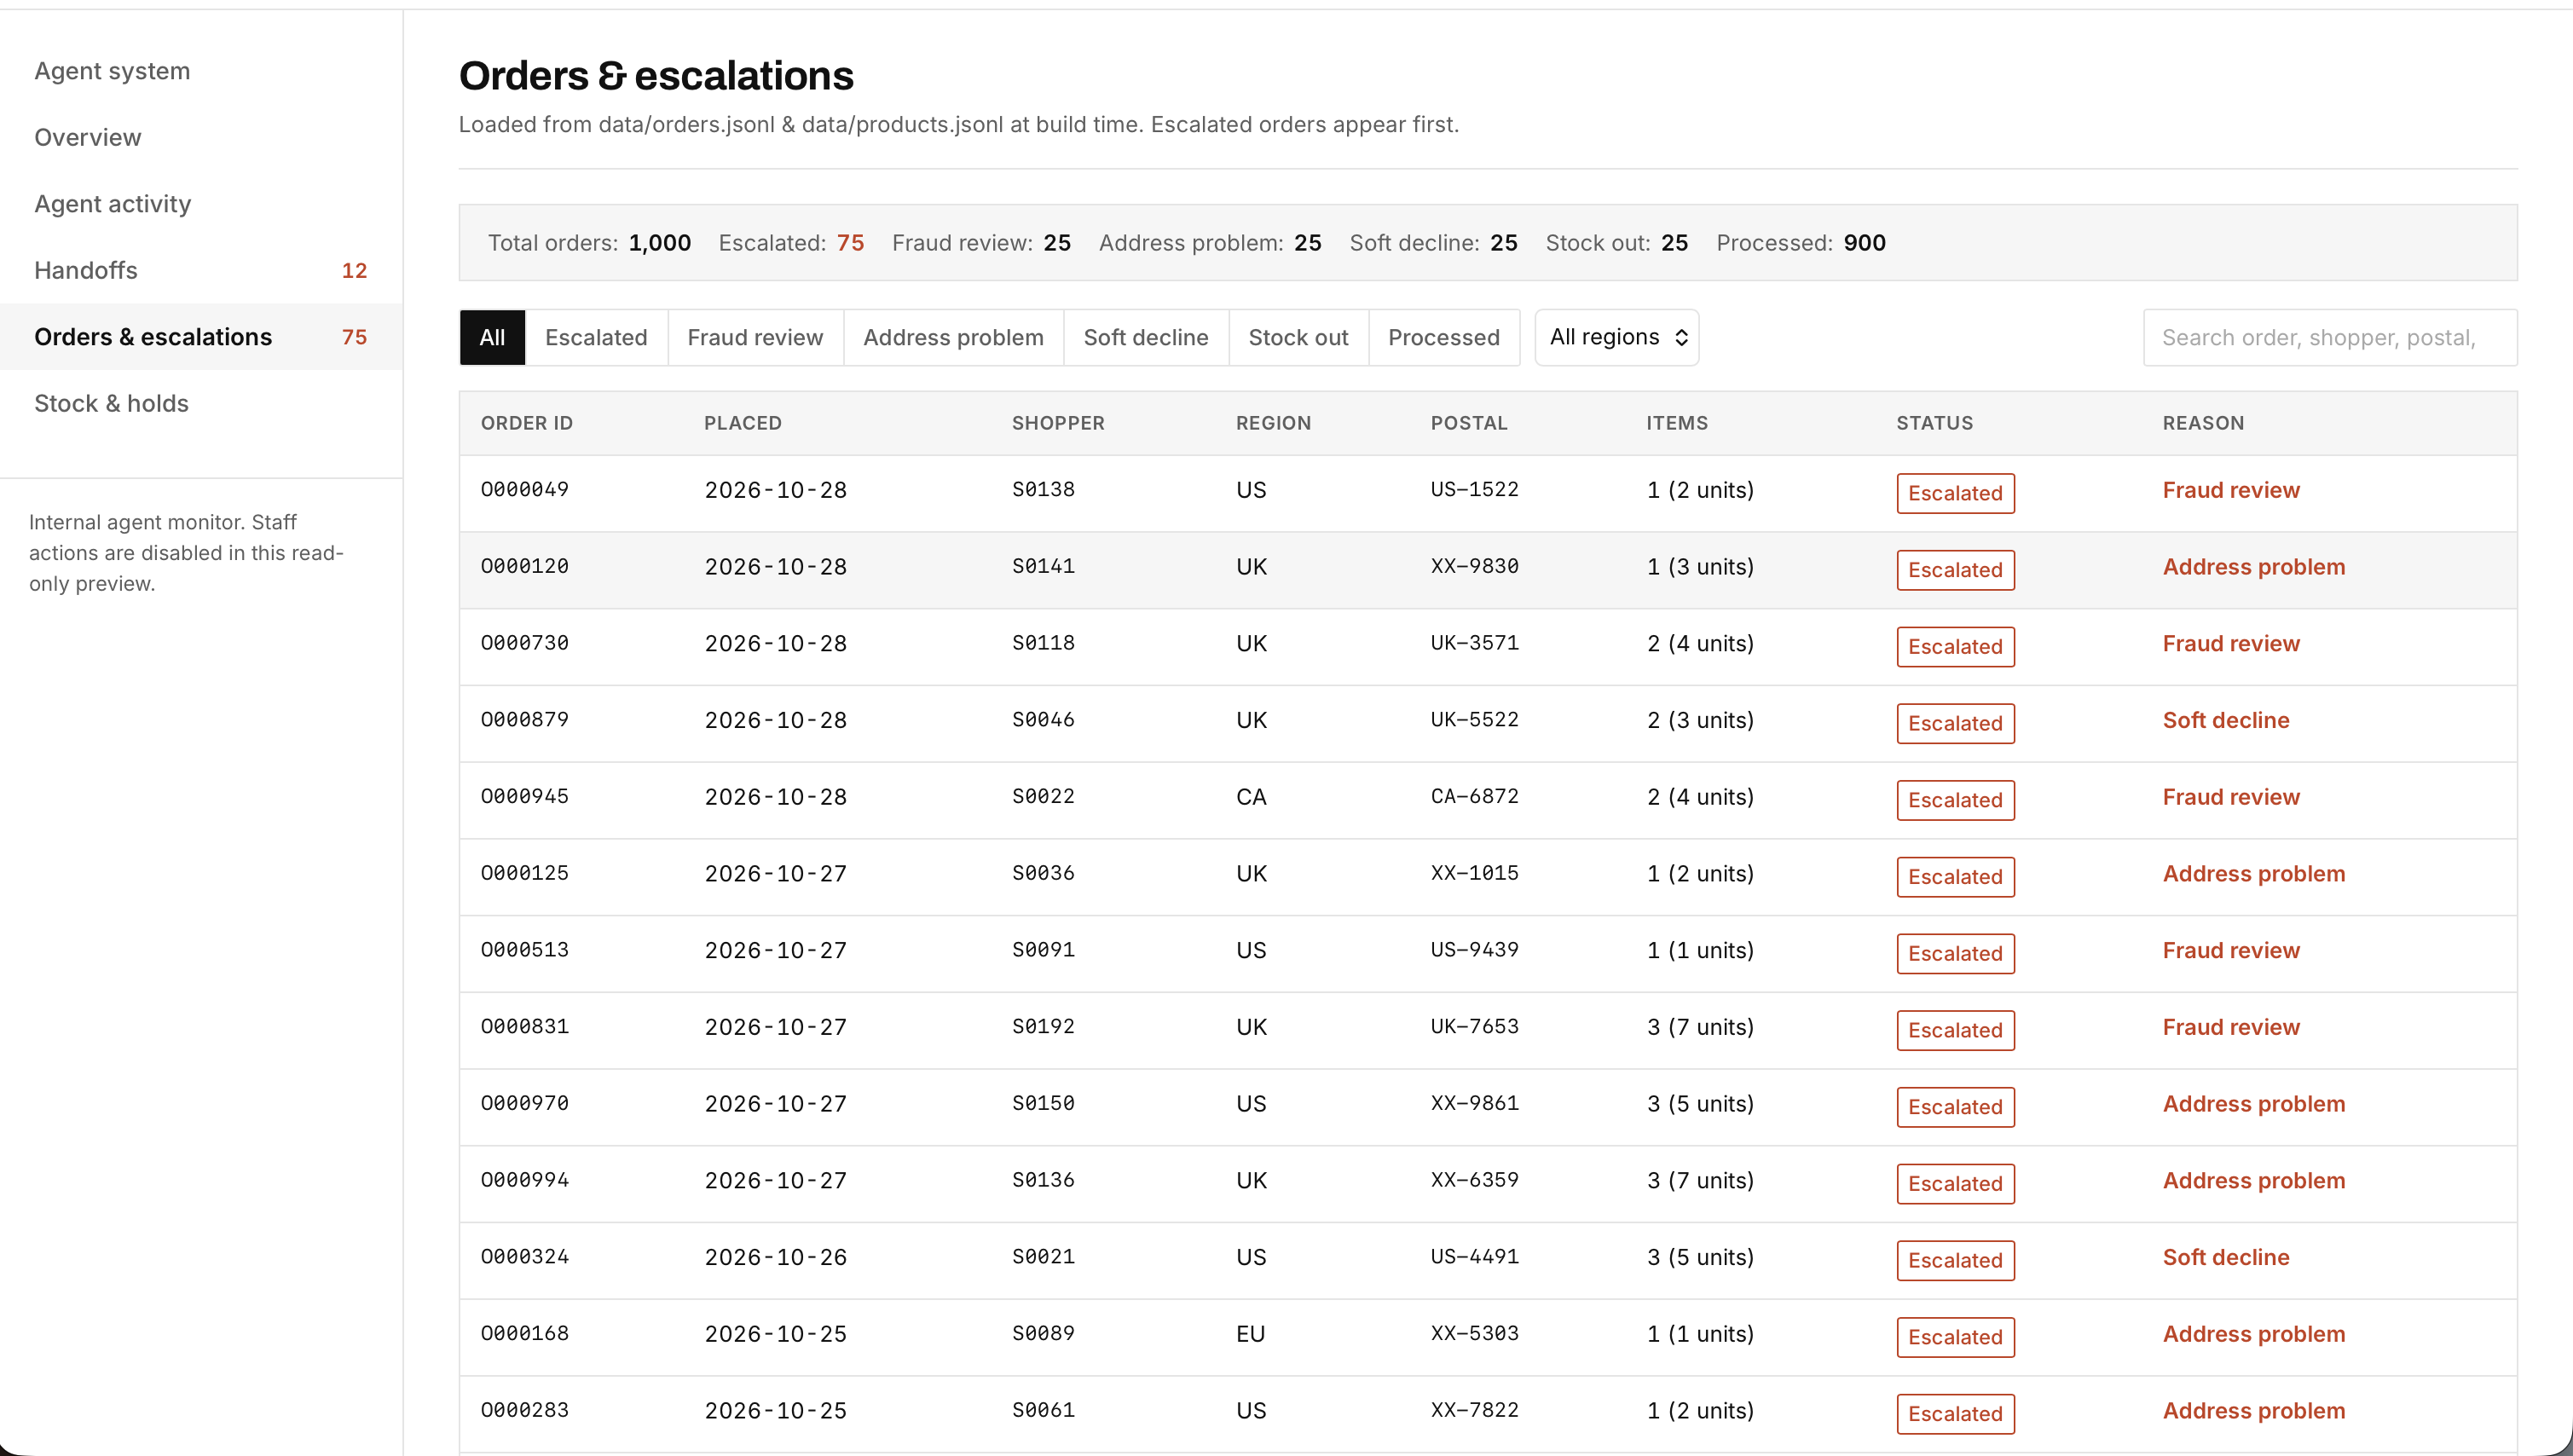 Agent system
Overview
Agent activity
Handoffs 12
Orders & escalations 75
Stock & holds
Internal agent monitor. Staff
actions are disabled in this read-
only preview.
Orders & escalations
Loaded from data/orders.jsonl & data/products.jsonl at build time. Escalated orders appear first.
Total orders: 1,000 Escalated: 75 Fraud review: 25 Address problem: 25 Soft decline: 25 Stock out: 25 Processed: 900
All Escalated Fraud review Address problem Soft decline Stock out Processed All regions Search order, shopper, postal,
ORDER ID PLACED SHOPPER REGION POSTAL ITEMS STATUS REASON
O000049 2026-10-28 S0138 US US-1522 1 (2 units) Escalated Fraud review
O000120 2026-10-28 S0141 UK XX-9830 1 (3 units) Escalated Address problem
O000730 2026-10-28 S0118 UK UK-3571 2 (4 units) Escalated Fraud review
O000879 2026-10-28 S0046 UK UK-5522 2 (3 units) Escalated Soft decline
O000945 2026-10-28 S0022 CA CA-6872 2 (4 units) Escalated Fraud review
O000125 2026-10-27 S0036 UK XX-1015 1 (2 units) Escalated Address problem
O000513 2026-10-27 S0091 US US-9439 1 (1 units) Escalated Fraud review
O000831 2026-10-27 S0192 UK UK-7653 3 (7 units) Escalated Fraud review
O000970 2026-10-27 S0150 US XX-9861 3 (5 units) Escalated Address problem
O000994 2026-10-27 S0136 UK XX-6359 3 (7 units) Escalated Address problem
O000324 2026-10-26 S0021 US US-4491 3 (5 units) Escalated Soft decline
O000168 2026-10-25 S0089 EU XX-5303 1 (1 units) Escalated Address problem
O000283 2026-10-25 S0061 US XX-7822 1 (2 units) Escalated Address problem